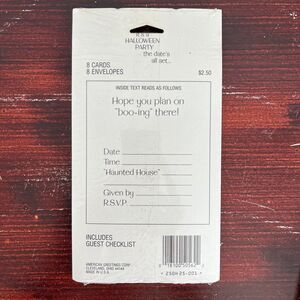 HALLOWEEN
PARTY
the date's
all set...
8 CARDS
8 ENVELOPES
$2.50
INSIDE TEXT READS AS FOLLOWS
Hope you plan on
"boo-ing" there!
Date
Time
"Haunted House"
Given by
R.S.V.P.
INCLUDES
GUEST CHECKLIST
AMERICAN GREETINGS CORP.
CLEVELAND, OHIO 44144
MADE IN U.S.A.